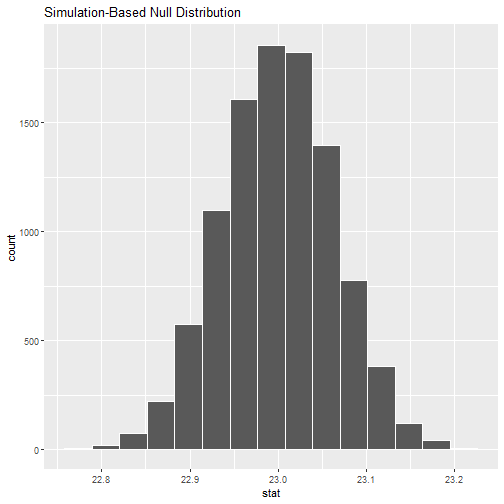 Simulation-Based Null Distribution
1500
1000
500
0
count
22.8 22.9 23.0 23.1 23.2
stat